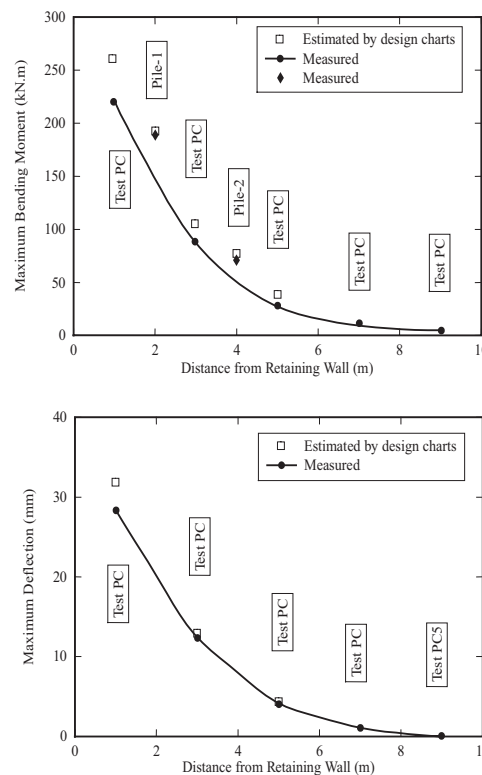 300
250
200
150
100
50
0
Maximum Bending Moment (kN.m)
Estimated by design charts
Measured
Measured
Test PC
Pile-1
Test PC
Pile-2
Test PC
Test PC
Test PC
0 2 4 6 8 10
Distance from Retaining Wall (m)
40
30
20
10
0
Maximum Deflection (mm)
Estimated by design charts
Measured
Test PC
Test PC
Test PC
Test PC
Test PC5
0 2 4 6 8
Distance from Retaining Wall (m)